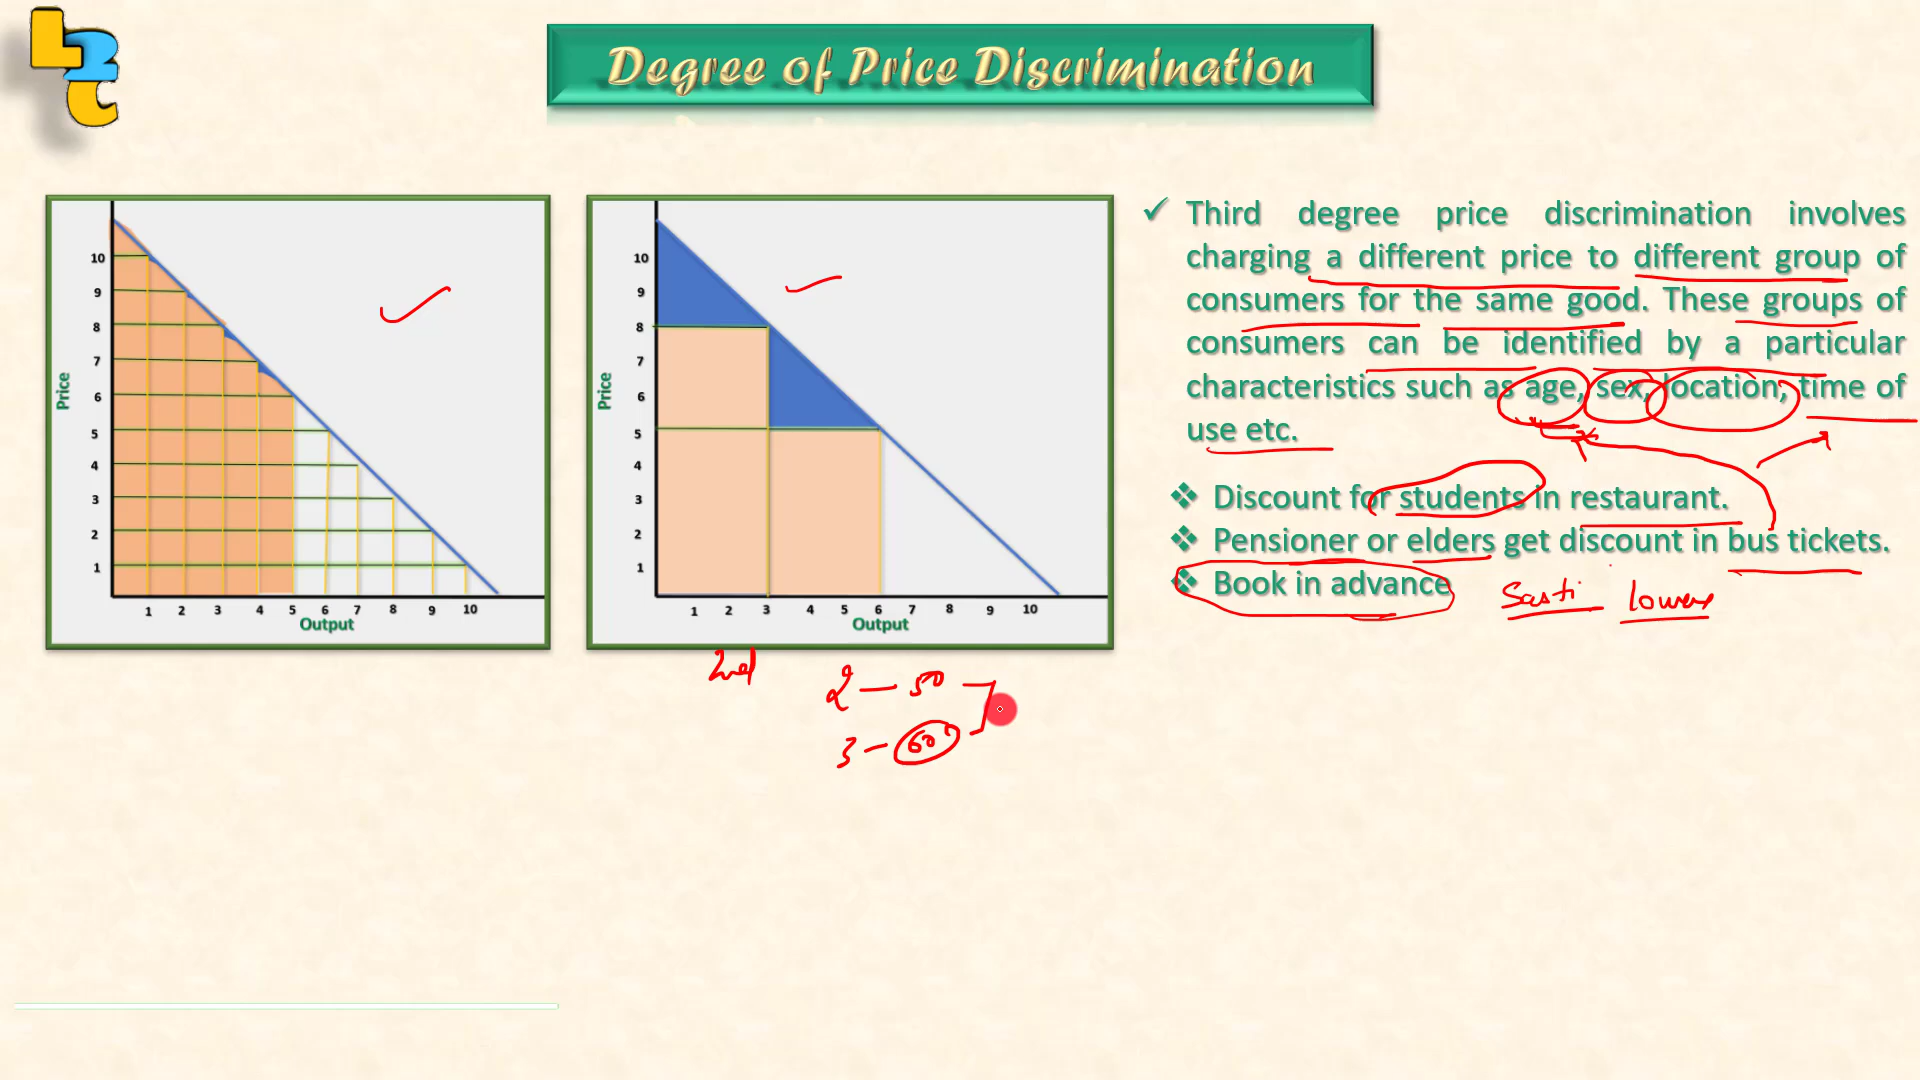 L2C
Degree of Price Discrimination
10
9
8
7
6
5
4
3
2
1
Price
1 2 3 4 5 6 7 8 9 10
Output
10
9
8
7
6
5
4
3
2
1
Price
1 2 3 4 5 6 7 8 9 10
Output
✓ Third degree price discrimination involves
charging a different price to different group of
consumers for the same good. These groups of
consumers can be identified by a particular
characteristics such as age, sex, location, time of
use etc.
❖ Discount for students in restaurant.
❖ Pensioner or elders get discount in bus tickets.
❖ Book in advance
Sasti lower
2nd
2 — 50
3 — 60